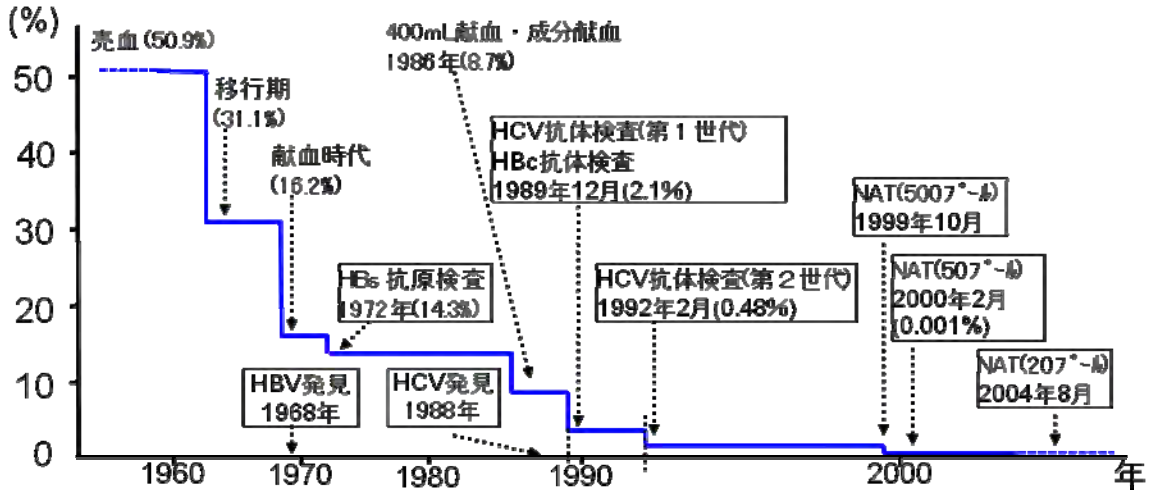 (%)
売血(50.9%)
50
40
30
20
10
0
移行期
(31.1%)
献血時代
(16.2%)
HBs 抗原検査
1972年(14.3%)
HBV発見
1968年
400mL献血・成分献血
1986年(8.7%)
HCV発見
1988年
HCV抗体検査(第1世代)
HBc抗体検査
1989年12月(2.1%)
HCV抗体検査(第2世代)
1992年2月(0.48%)
NAT(500プール)
1999年10月
NAT(50プール)
2000年2月
(0.001%)
NAT(20プール)
2004年8月
1960
1970
1980
1990
2000
年